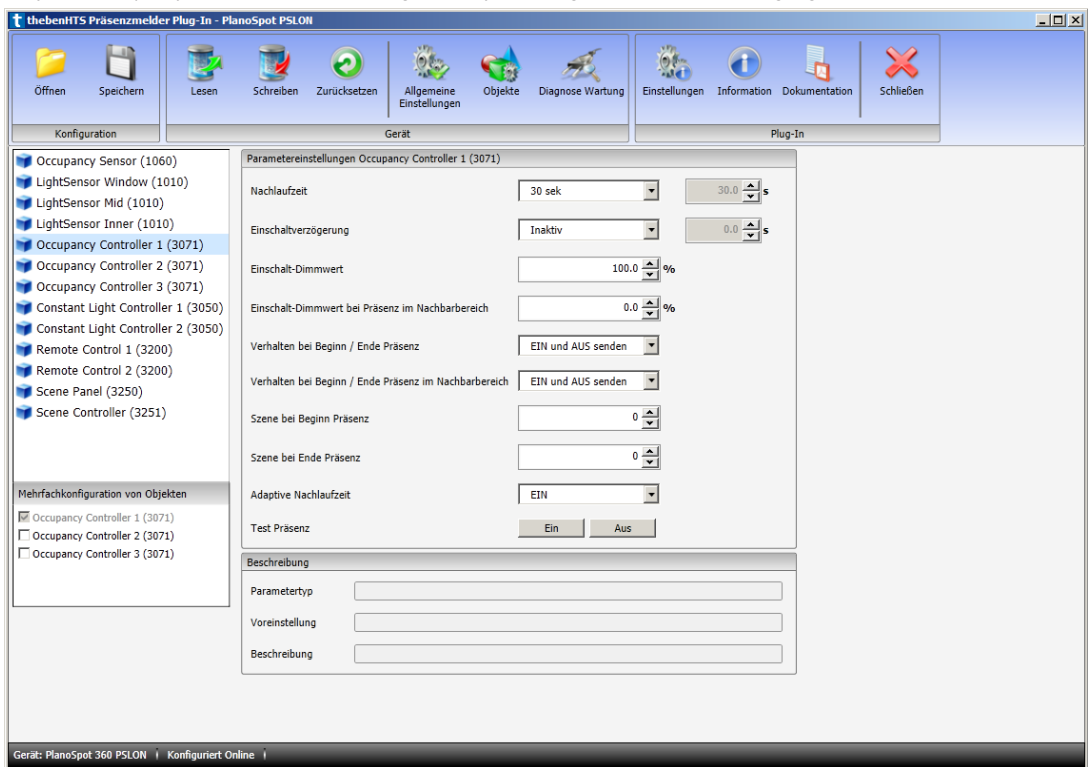 thebenHTS Präsenzmelder Plug-In - PlanoSpot PSLON
Öffnen
Speichern
Lesen
Schreiben
Zurücksetzen
Allgemeine
Einstellungen
Objekte
Diagnose Wartung
Einstellungen
Information
Dokumentation
Schließen
Konfiguration
Gerät
Plug-In
Occupancy Sensor (1060)
LightSensor Window (1010)
LightSensor Mid (1010)
LightSensor Inner (1010)
Occupancy Controller 1 (3071)
Occupancy Controller 2 (3071)
Occupancy Controller 3 (3071)
Constant Light Controller 1 (3050)
Constant Light Controller 2 (3050)
Remote Control 1 (3200)
Remote Control 2 (3200)
Scene Panel (3250)
Scene Controller (3251)
Mehrfachkonfiguration von Objekten
Occupancy Controller 1 (3071)
Occupancy Controller 2 (3071)
Occupancy Controller 3 (3071)
Parametereinstellungen Occupancy Controller 1 (3071)
Nachlaufzeit 30 sek 30.0 s
Einschaltverzögerung Inaktiv 0.0 s
Einschalt-Dimmwert 100.0 %
Einschalt-Dimmwert bei Präsenz im Nachbarbereich 0.0 %
Verhalten bei Beginn / Ende Präsenz EIN und AUS senden
Verhalten bei Beginn / Ende Präsenz im Nachbarbereich EIN und AUS senden
Szene bei Beginn Präsenz 0
Szene bei Ende Präsenz 0
Adaptive Nachlaufzeit EIN
Test Präsenz Ein Aus
Beschreibung
Parametertyp
Voreinstellung
Beschreibung
Gerät: PlanoSpot 360 PSLON Konfiguriert Online